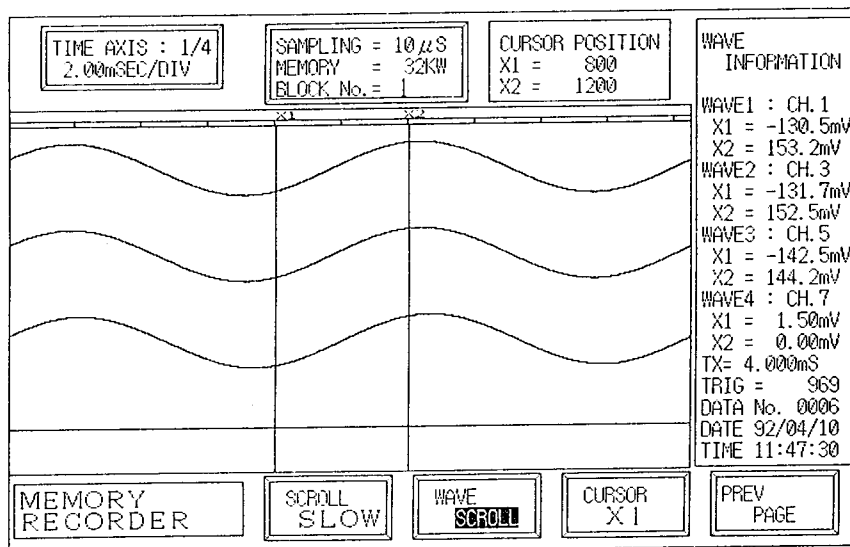 TIME AXIS : 1/4
2.00mSEC/DIV
SAMPLING = 10μS
MEMORY = 32KW
BLOCK No.= 1
CURSOR POSITION
X1 = 800
X2 = 1200
WAVE
INFORMATION
X1 X2
WAVE1 : CH.1
X1 = -130.5mV
X2 = 153.2mV
WAVE2 : CH.3
X1 = -131.7mV
X2 = 152.5mV
WAVE3 : CH.5
X1 = -142.5mV
X2 = 144.2mV
WAVE4 : CH.7
X1 = 1.50mV
X2 = 0.00mV
TX= 4.000mS
TRIG = 969
DATA No. 0006
DATE 92/04/10
TIME 11:47:30
MEMORY
RECORDER
SCROLL
SLOW
WAVE
SCROLL
CURSOR
X1
PREV
PAGE